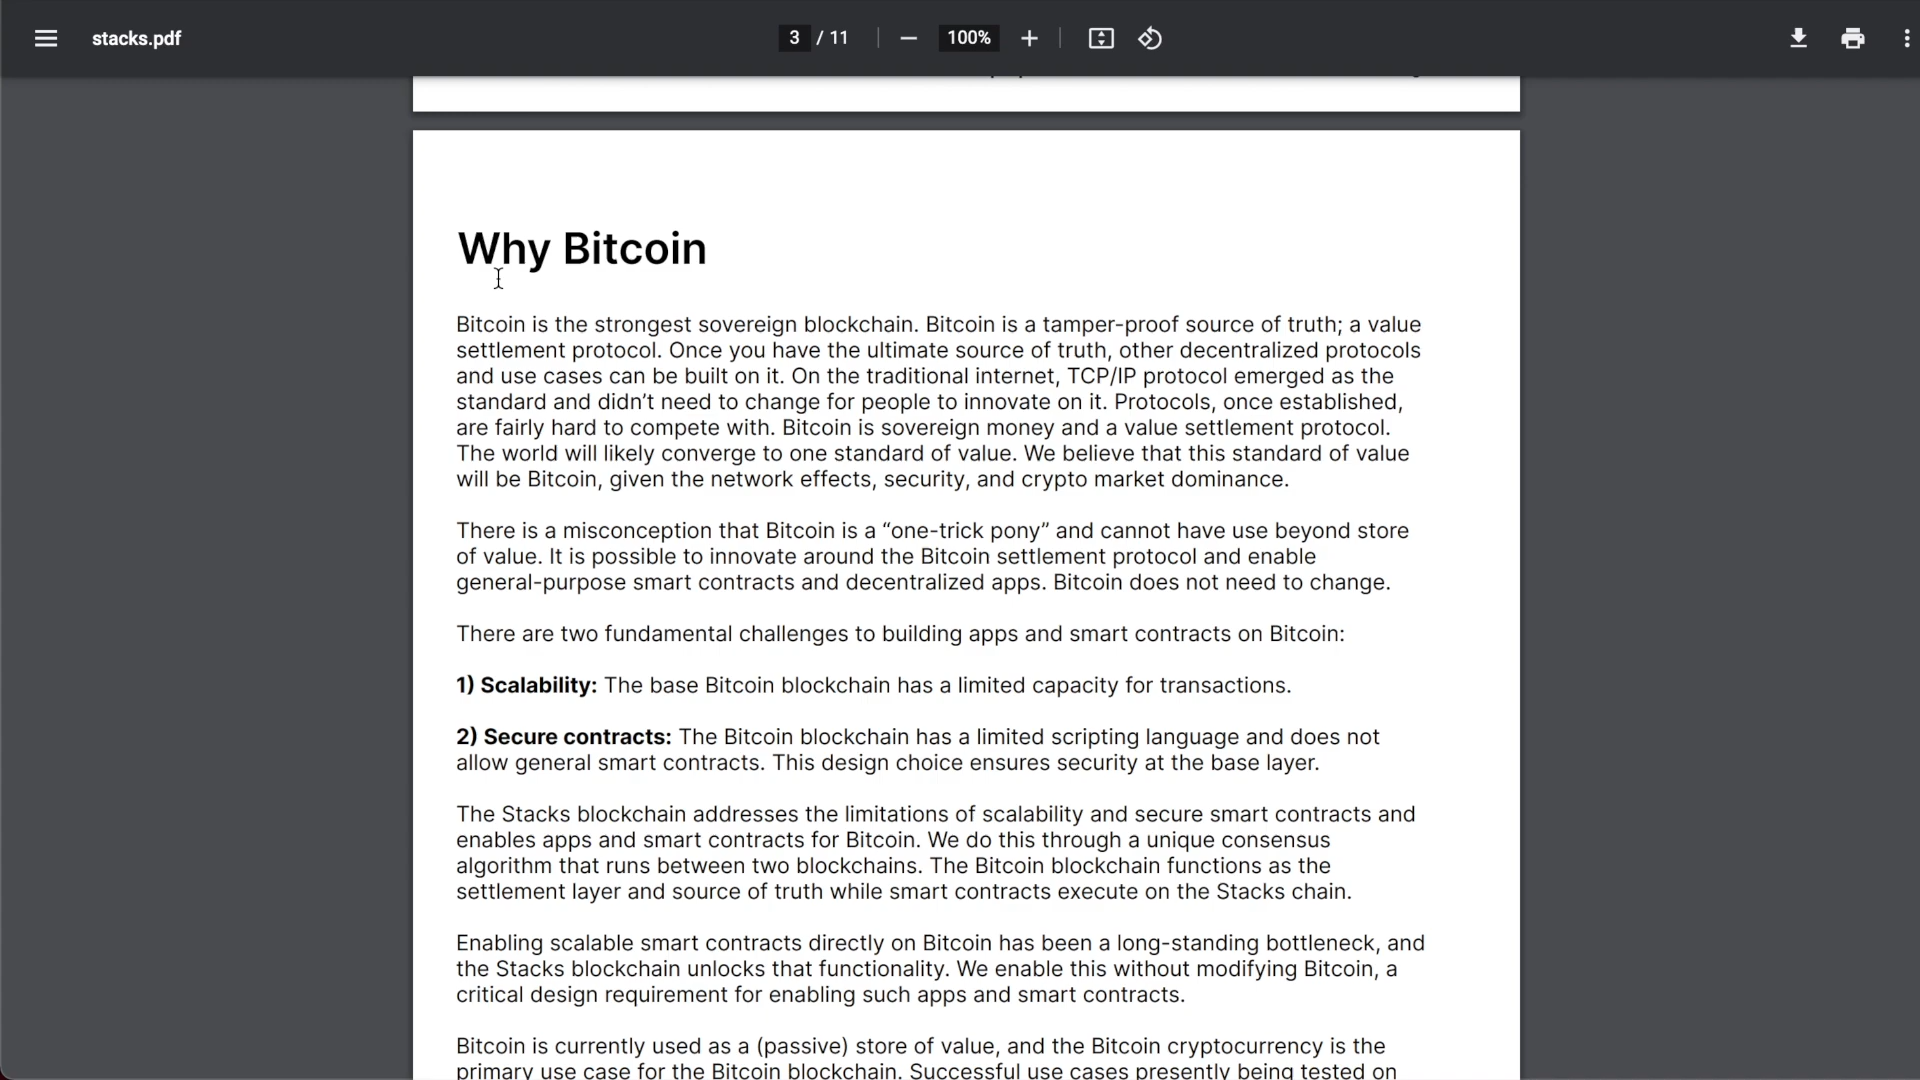 stacks.pdf
3 / 11
100%
Why Bitcoin
Bitcoin is the strongest sovereign blockchain. Bitcoin is a tamper-proof source of truth; a value
settlement protocol. Once you have the ultimate source of truth, other decentralized protocols
and use cases can be built on it. On the traditional internet, TCP/IP protocol emerged as the
standard and didn’t need to change for people to innovate on it. Protocols, once established,
are fairly hard to compete with. Bitcoin is sovereign money and a value settlement protocol.
The world will likely converge to one standard of value. We believe that this standard of value
will be Bitcoin, given the network effects, security, and crypto market dominance.
There is a misconception that Bitcoin is a “one-trick pony” and cannot have use beyond store
of value. It is possible to innovate around the Bitcoin settlement protocol and enable
general-purpose smart contracts and decentralized apps. Bitcoin does not need to change.
There are two fundamental challenges to building apps and smart contracts on Bitcoin:
1) Scalability: The base Bitcoin blockchain has a limited capacity for transactions.
2) Secure contracts: The Bitcoin blockchain has a limited scripting language and does not
allow general smart contracts. This design choice ensures security at the base layer.
The Stacks blockchain addresses the limitations of scalability and secure smart contracts and
enables apps and smart contracts for Bitcoin. We do this through a unique consensus
algorithm that runs between two blockchains. The Bitcoin blockchain functions as the
settlement layer and source of truth while smart contracts execute on the Stacks chain.
Enabling scalable smart contracts directly on Bitcoin has been a long-standing bottleneck, and
the Stacks blockchain unlocks that functionality. We enable this without modifying Bitcoin, a
critical design requirement for enabling such apps and smart contracts.
Bitcoin is currently used as a (passive) store of value, and the Bitcoin cryptocurrency is the
primary use case for the Bitcoin blockchain. Successful use cases presently being tested on